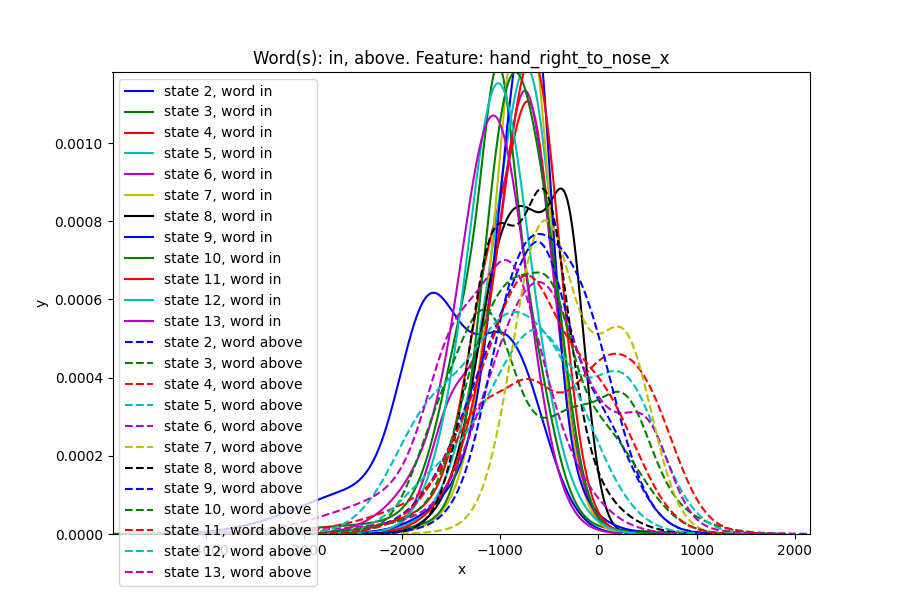 Word(s): in, above. Feature: hand_right_to_nose_x
y
0.0010
0.0008
0.0006
0.0004
0.0002
0.0000
state 2, word in
state 3, word in
state 4, word in
state 5, word in
state 6, word in
state 7, word in
state 8, word in
state 9, word in
state 10, word in
state 11, word in
state 12, word in
state 13, word in
state 2, word above
state 3, word above
state 4, word above
state 5, word above
state 6, word above
state 7, word above
state 8, word above
state 9, word above
state 10, word above
state 11, word above
state 12, word above
state 13, word above
−2000
−1000
0
1000
2000
x